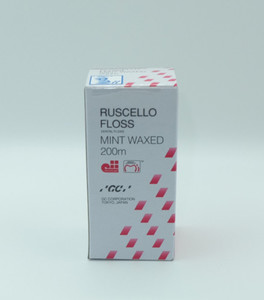 RUSCELLO
FLOSS
MINT WAXED
200m
GC
GC CORPORATION
TOKYO, JAPAN